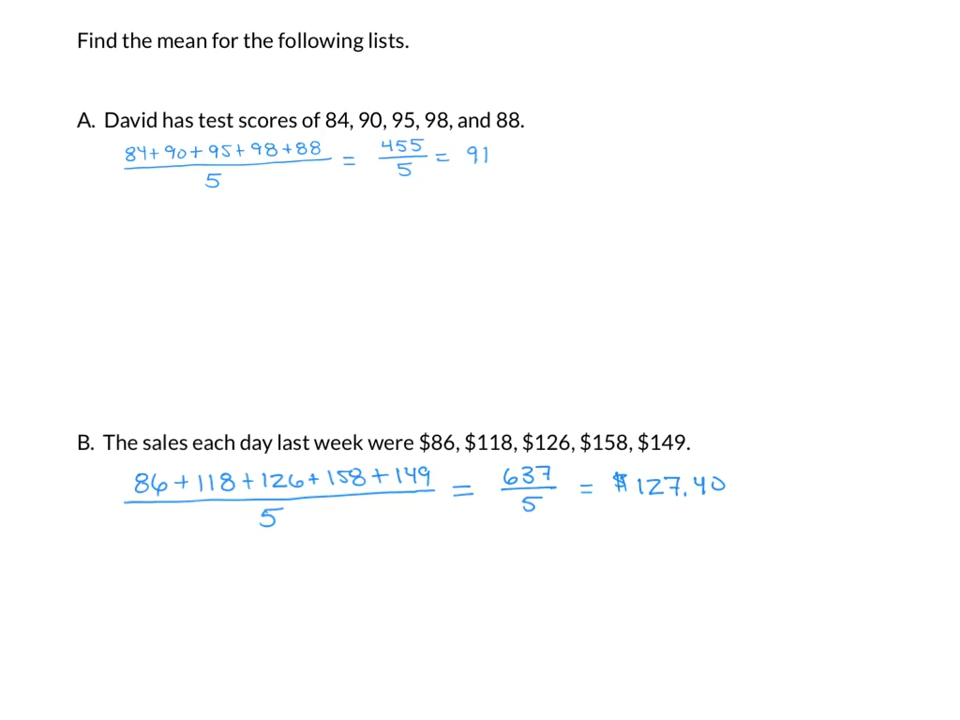 Find the mean for the following lists.
A. David has test scores of 84, 90, 95, 98, and 88.
84+90+95+98+88 / 5 = 455 / 5 = 91
B. The sales each day last week were $86, $118, $126, $158, $149.
86+118+126+158+149 / 5 = 637 / 5 = $127.40